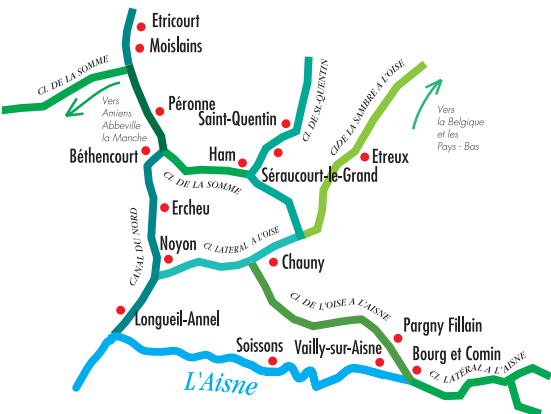 Etricourt
Moislains
Cl. DE LA SOMME
Vers
Amiens
Abbeville
la Manche
Péronne
Saint-Quentin
Cl. DE St-QUENTIN
Cl.DE LA SAMBRE A L'OISE
Vers
la Belgique
et les
Pays - Bas
Béthencourt
Ham
Etreux
Séraucourt-le-Grand
Cl. DE LA SOMME
Ercheu
CANAL DU NORD
Noyon
Cl. LATERAL A L'OISE
Chauny
Cl. DE L'OISE A L'AISNE
Longueil-Annel
Pargny Fillain
Soissons
Vailly-sur-Aisne
Bourg et Comin
Cl. LATÉRAL A L'AISNE
L'Aisne